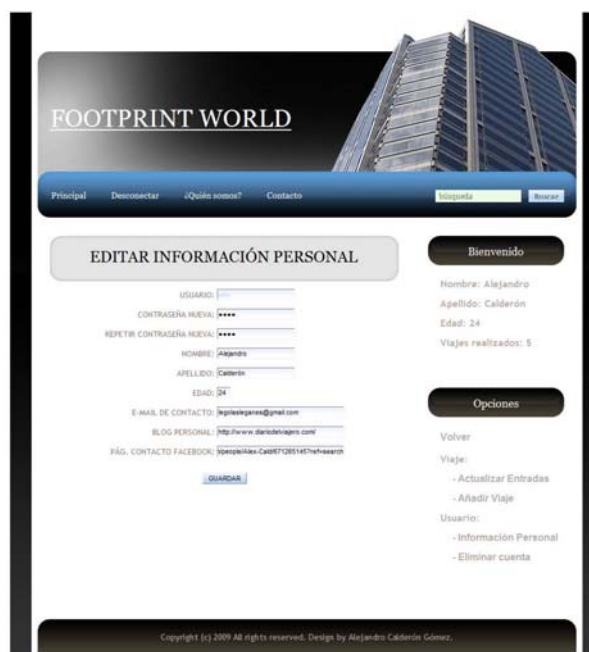 FOOTPRINT WORLD
Principal Desconectar ¿Quién somos? Contacto
búsqueda Buscar
EDITAR INFORMACIÓN PERSONAL
USUARIO:
CONTRASEÑA NUEVA: ••••
REPETIR CONTRASEÑA NUEVA: ••••
NOMBRE: Alejandro
APELLIDO: Calderón
EDAD: 24
E-MAIL DE CONTACTO: legolasleganes@gmail.com
BLOG PERSONAL: http://www.diariodelviajero.com/
PÁG. CONTACTO FACEBOOK:
GUARDAR
Bienvenido
Nombre: Alejandro
Apellido: Calderón
Edad: 24
Viajes realizados: 5
Opciones
Volver
Viaje:
- Actualizar Entradas
- Añadir Viaje
Usuario:
- Información Personal
- Eliminar cuenta
Copyright (c) 2009 All rights reserved. Design by Alejandro Calderón Gómez.